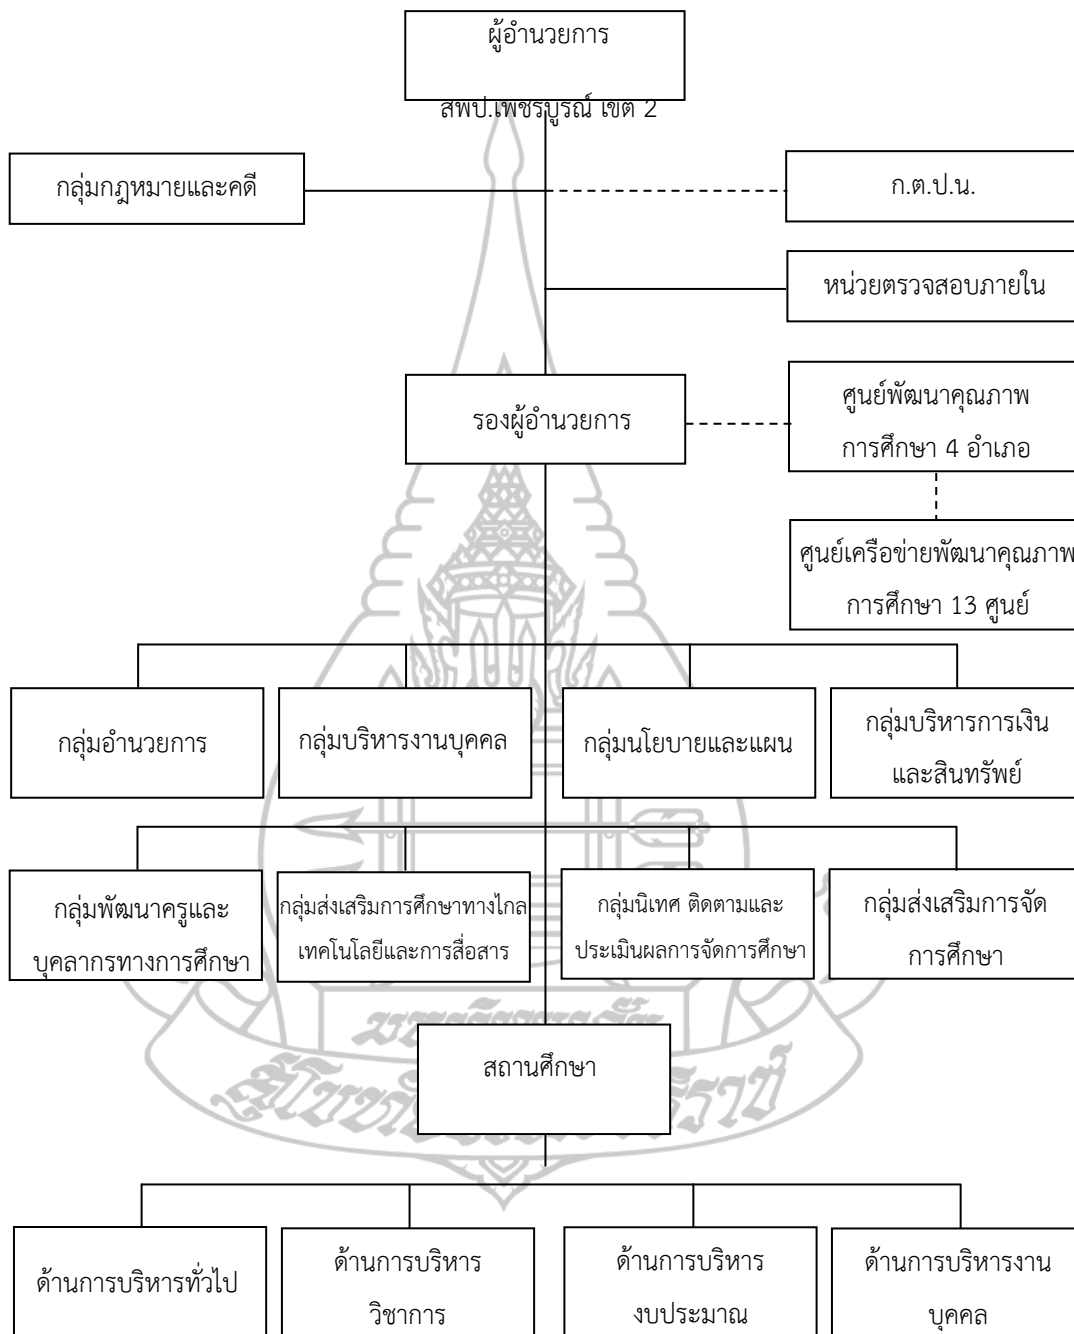 ผู้อำนวยการ
สพป.เพชรบูรณ์ เขต 2
กลุ่มกฎหมายและคดี
ก.ต.ป.น.
หน่วยตรวจสอบภายใน
รองผู้อำนวยการ
ศูนย์พัฒนาคุณภาพ
การศึกษา 4 อำเภอ
ศูนย์เครือข่ายพัฒนาคุณภาพ
การศึกษา 13 ศูนย์
กลุ่มอำนวยการ
กลุ่มบริหารงานบุคคล
กลุ่มนโยบายและแผน
กลุ่มบริหารการเงิน
และสินทรัพย์
กลุ่มพัฒนาครูและ
บุคลากรทางการศึกษา
กลุ่มส่งเสริมการศึกษาทางไกล
เทคโนโลยีและการสื่อสาร
กลุ่มนิเทศ ติดตามและ
ประเมินผลการจัดการศึกษา
กลุ่มส่งเสริมการจัด
การศึกษา
สถานศึกษา
ด้านการบริหารทั่วไป
ด้านการบริหาร
วิชาการ
ด้านการบริหาร
งบประมาณ
ด้านการบริหารงาน
บุคคล